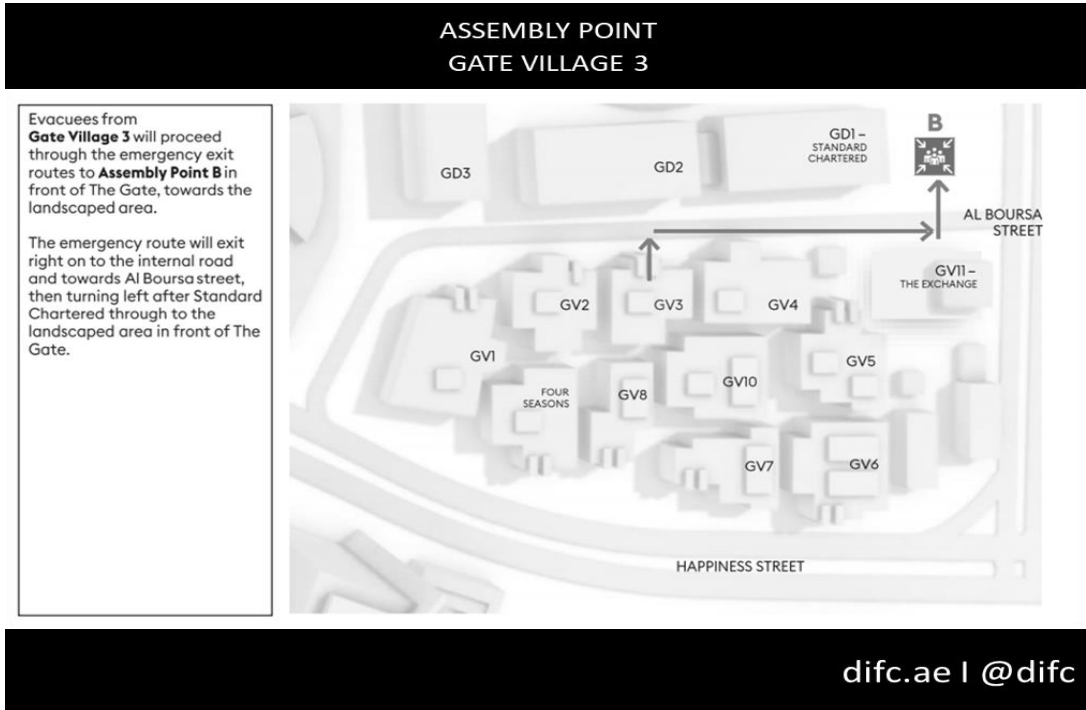 ASSEMBLY POINT
GATE VILLAGE 3
Evacuees from
Gate Village 3 will proceed
through the emergency exit
routes to Assembly Point B in
front of The Gate, towards the
landscaped area.
The emergency route will exit
right on to the internal road
and towards Al Boursa street,
then turning left after Standard
Chartered through to the
landscaped area in front of The
Gate.
B
GD1 –
STANDARD
CHARTERED
GD2
GD3
AL BOURSA
STREET
GV11 –
THE EXCHANGE
GV2
GV3
GV4
GV1
GV5
FOUR
SEASONS
GV8
GV10
GV7
GV6
HAPPINESS STREET
difc.ae I @difc